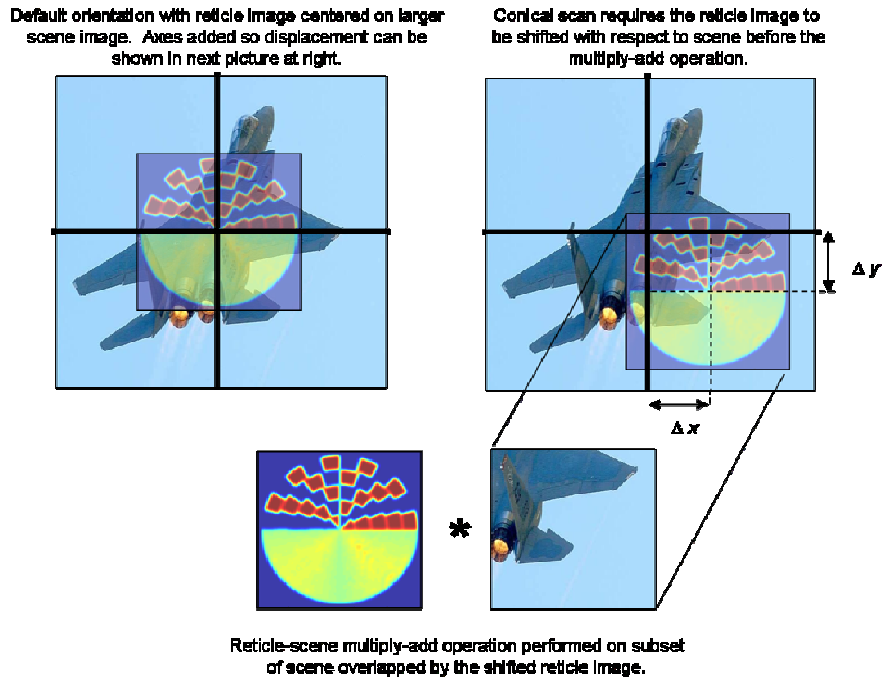 Default orientation with reticle image centered on larger
scene image. Axes added so displacement can be
shown in next picture at right.
Conical scan requires the reticle image to
be shifted with respect to scene before the
multiply-add operation.
Δ y
Δ x
*
Reticle-scene multiply-add operation performed on subset
of scene overlapped by the shifted reticle image.